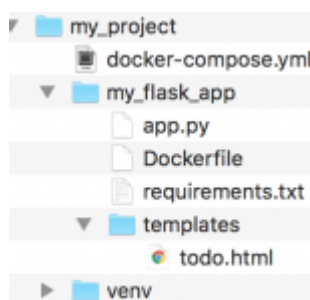 my_project
docker-compose.yml
my_flask_app
app.py
Dockerfile
requirements.txt
templates
todo.html
venv